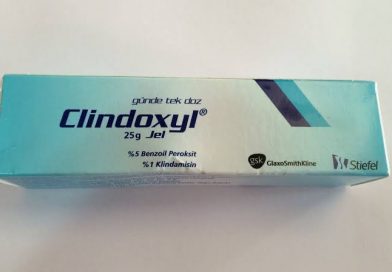 günde tek doz
Clindoxyl®
25g Jel
%5 Benzoil Peroksit
%1 Klindamisin
gsk GlaxoSmithKline
Stiefel